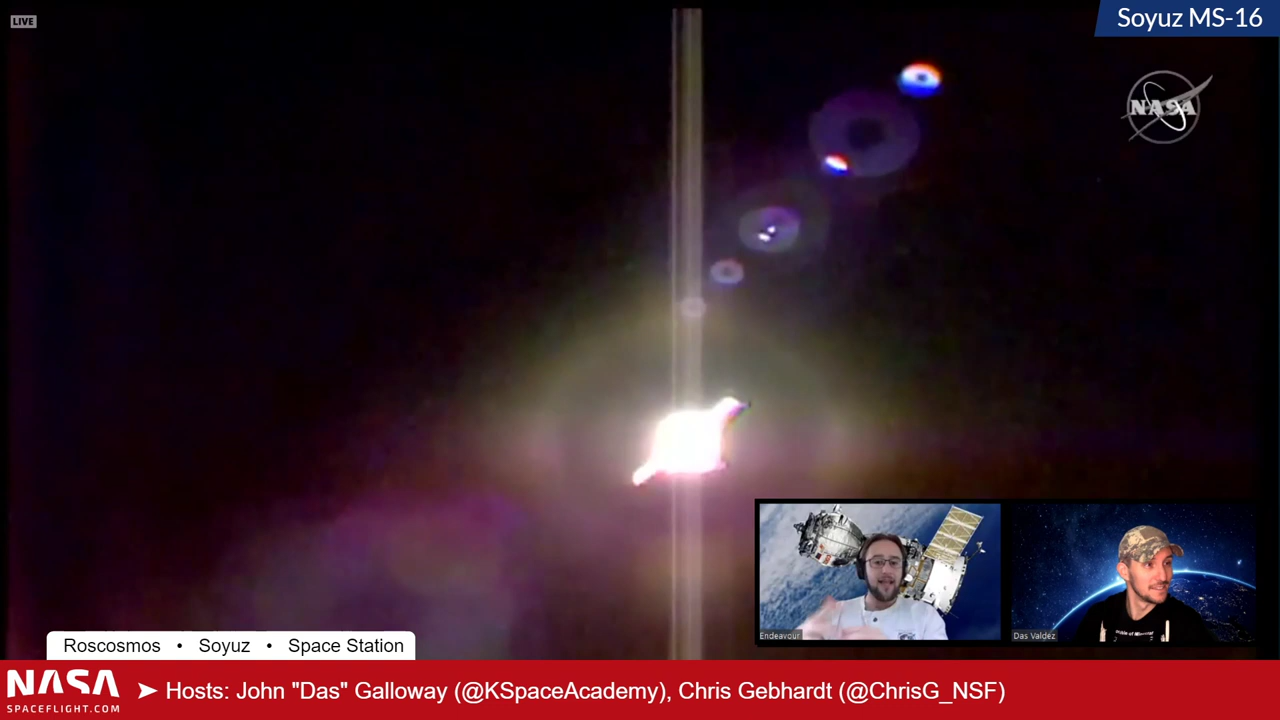 LIVE
Soyuz MS-16
NASA
Endeavour
Das Valdez
Roscosmos • Soyuz • Space Station
NASA
SPACEFLIGHT.COM
➤ Hosts: John "Das" Galloway (@KSpaceAcademy), Chris Gebhardt (@ChrisG_NSF)